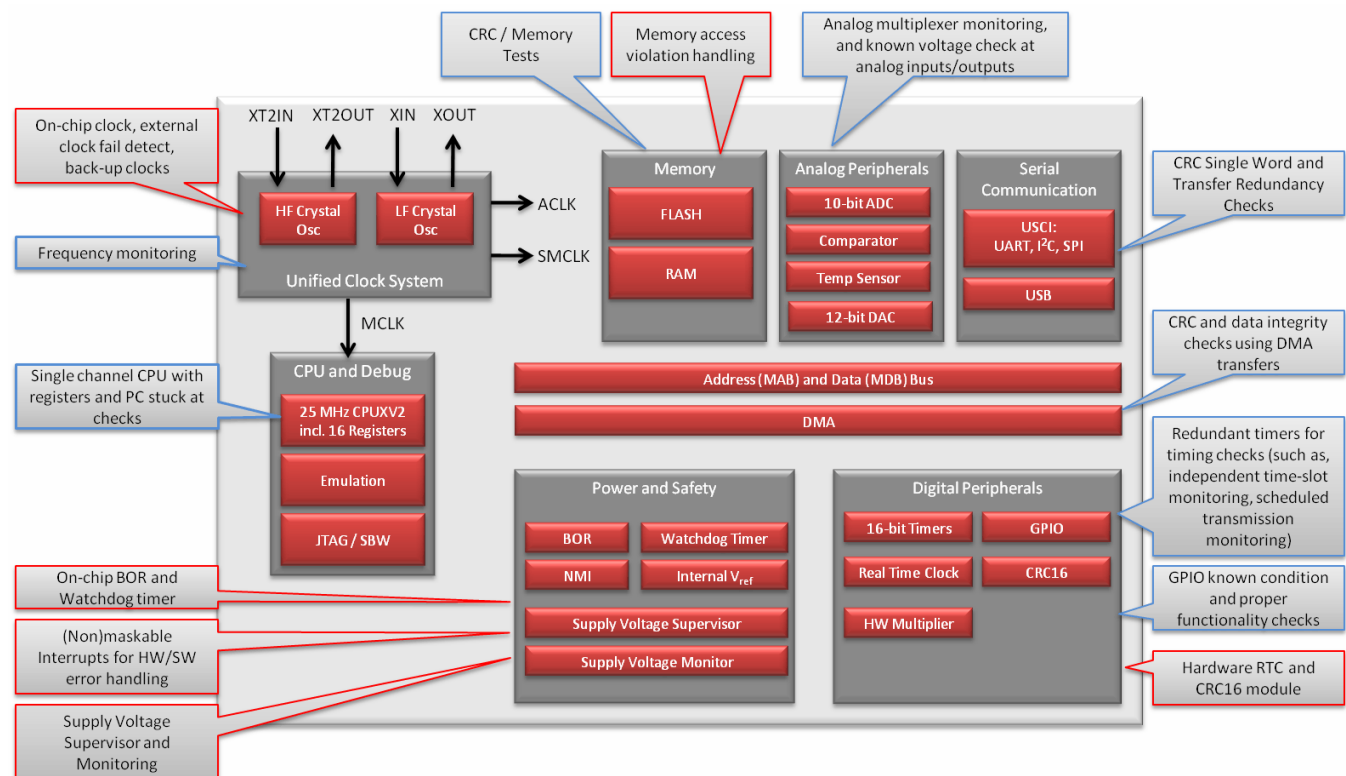 CRC / Memory
Tests
Memory access
violation handling
Analog multiplexer monitoring,
and known voltage check at
analog inputs/outputs
On-chip clock, external
clock fail detect,
back-up clocks
Frequency monitoring
XT2IN
XT2OUT
XIN
XOUT
HF Crystal
Osc
LF Crystal
Osc
Unified Clock System
ACLK
SMCLK
MCLK
Memory
FLASH
RAM
Analog Peripherals
10-bit ADC
Comparator
Temp Sensor
12-bit DAC
Serial
Communication
USCI:
UART, I²C, SPI
USB
CRC Single Word and
Transfer Redundancy
Checks
Single channel CPU with
registers and PC stuck at
checks
CPU and Debug
25 MHz CPUXV2
incl. 16 Registers
Emulation
JTAG / SBW
Address (MAB) and Data (MDB) Bus
DMA
CRC and data integrity
checks using DMA
transfers
Redundant timers for
timing checks (such as,
independent time-slot
monitoring, scheduled
transmission
monitoring)
Power and Safety
BOR
Watchdog Timer
NMI
Internal Vref
Supply Voltage Supervisor
Supply Voltage Monitor
Digital Peripherals
16-bit Timers
GPIO
Real Time Clock
CRC16
HW Multiplier
On-chip BOR and
Watchdog timer
(Non)maskable
Interrupts for HW/SW
error handling
Supply Voltage
Supervisor and
Monitoring
GPIO known condition
and proper
functionality checks
Hardware RTC and
CRC16 module